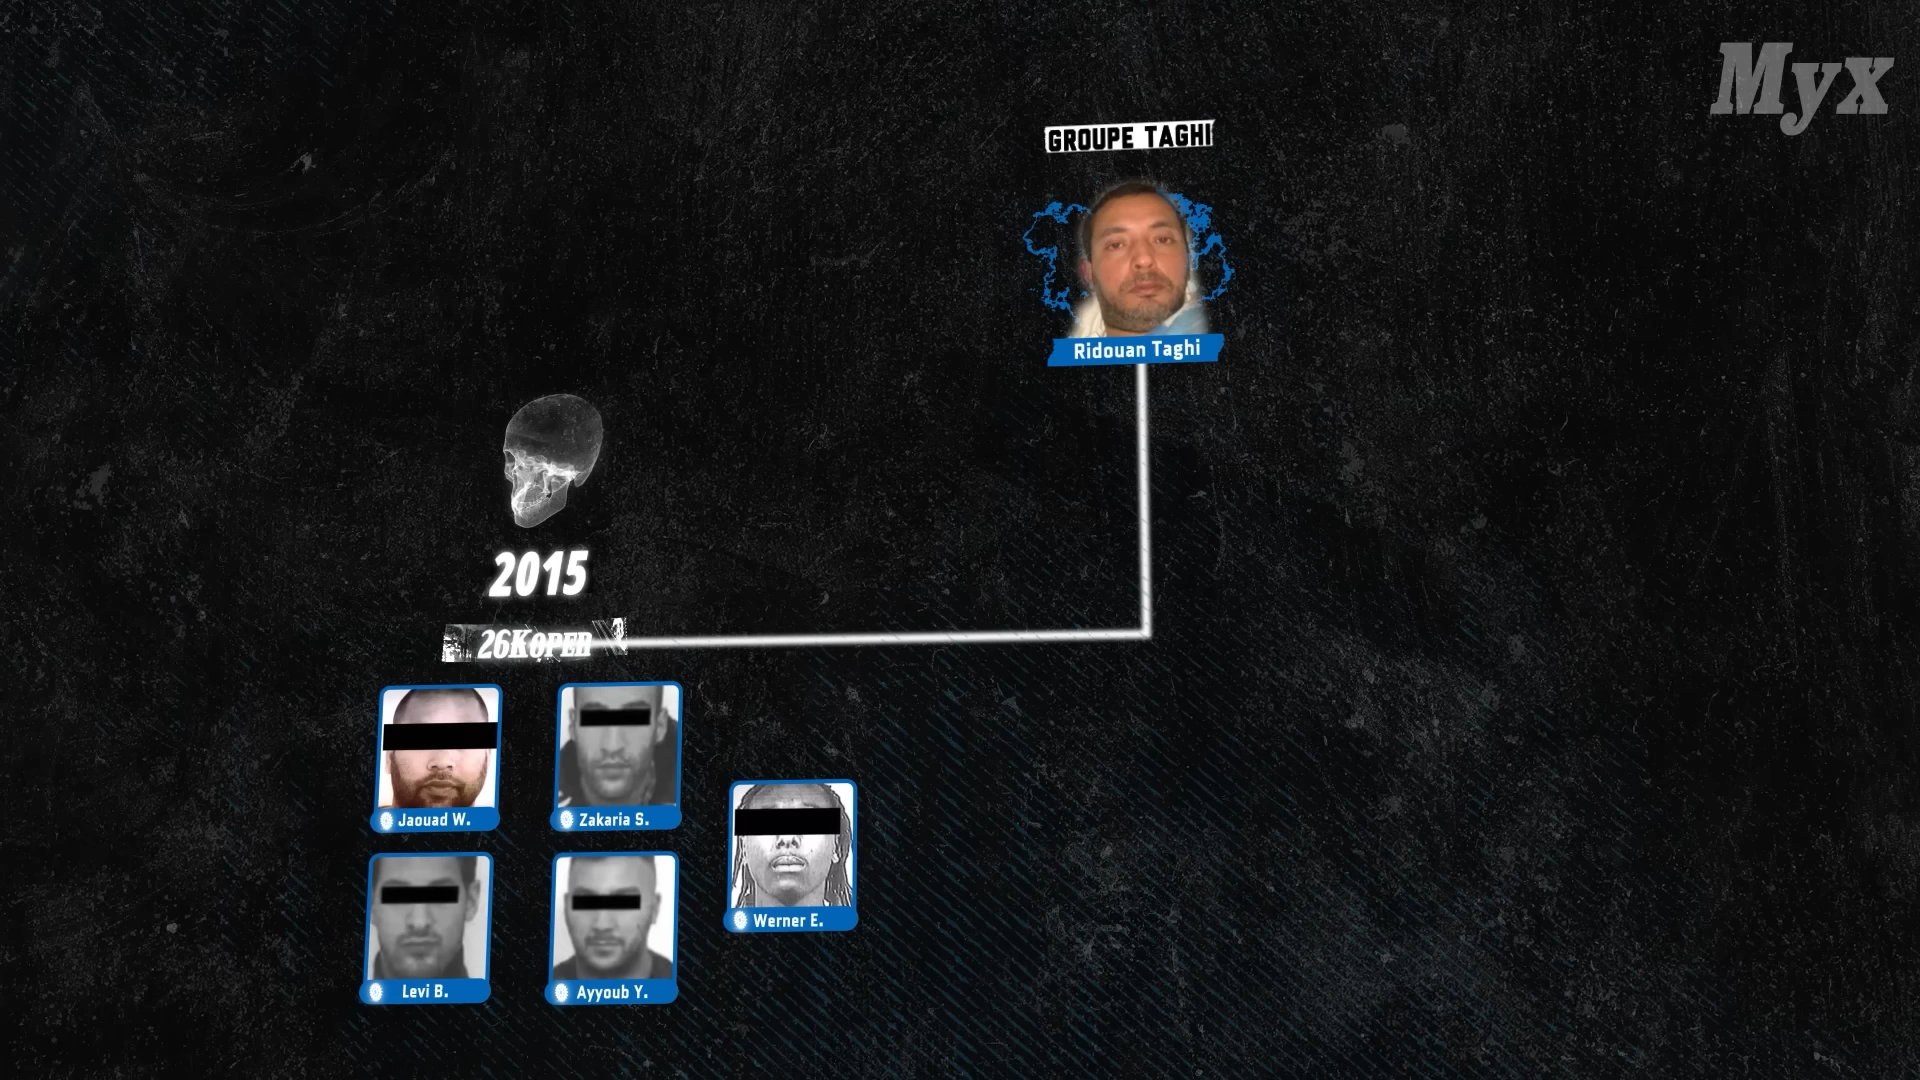 Myx
GROUPE TAGHI
Ridouan Taghi
2015
26Koper
Jaouad W.
Zakaria S.
Werner E.
Levi B.
Ayyoub Y.